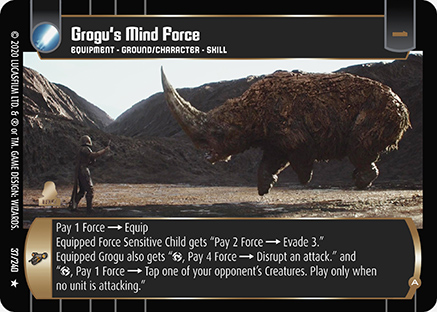 Grogu's Mind Force
EQUIPMENT - GROUND/CHARACTER - SKILL
Pay 1 Force → Equip
Equipped Force Sensitive Child gets "Pay 2 Force → Evade 3."
Equipped Grogu also gets ", Pay 4 Force → Disrupt an attack." and
", Pay 1 Force → Tap one of your opponent's Creatures. Play only when
no unit is attacking."
© 2020 LUCASFILM LTD. & ® or TM. GAME DESIGN: WIZARDS.
37/240
A